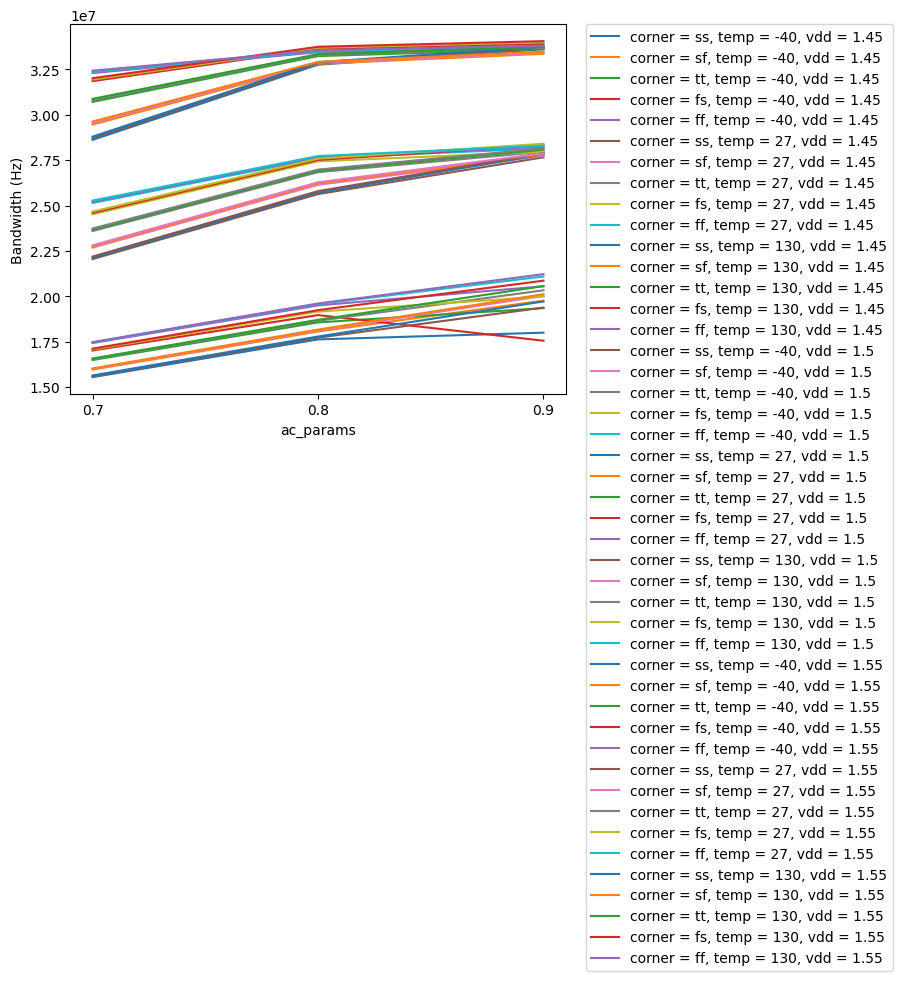 1e7
3.25
3.00
2.75
2.50
2.25
2.00
1.75
1.50
Bandwidth (Hz)
0.7
0.8
0.9
ac_params
corner = ss, temp = -40, vdd = 1.45
corner = sf, temp = -40, vdd = 1.45
corner = tt, temp = -40, vdd = 1.45
corner = fs, temp = -40, vdd = 1.45
corner = ff, temp = -40, vdd = 1.45
corner = ss, temp = 27, vdd = 1.45
corner = sf, temp = 27, vdd = 1.45
corner = tt, temp = 27, vdd = 1.45
corner = fs, temp = 27, vdd = 1.45
corner = ff, temp = 27, vdd = 1.45
corner = ss, temp = 130, vdd = 1.45
corner = sf, temp = 130, vdd = 1.45
corner = tt, temp = 130, vdd = 1.45
corner = fs, temp = 130, vdd = 1.45
corner = ff, temp = 130, vdd = 1.45
corner = ss, temp = -40, vdd = 1.5
corner = sf, temp = -40, vdd = 1.5
corner = tt, temp = -40, vdd = 1.5
corner = fs, temp = -40, vdd = 1.5
corner = ff, temp = -40, vdd = 1.5
corner = ss, temp = 27, vdd = 1.5
corner = sf, temp = 27, vdd = 1.5
corner = tt, temp = 27, vdd = 1.5
corner = fs, temp = 27, vdd = 1.5
corner = ff, temp = 27, vdd = 1.5
corner = ss, temp = 130, vdd = 1.5
corner = sf, temp = 130, vdd = 1.5
corner = tt, temp = 130, vdd = 1.5
corner = fs, temp = 130, vdd = 1.5
corner = ff, temp = 130, vdd = 1.5
corner = ss, temp = -40, vdd = 1.55
corner = sf, temp = -40, vdd = 1.55
corner = tt, temp = -40, vdd = 1.55
corner = fs, temp = -40, vdd = 1.55
corner = ff, temp = -40, vdd = 1.55
corner = ss, temp = 27, vdd = 1.55
corner = sf, temp = 27, vdd = 1.55
corner = tt, temp = 27, vdd = 1.55
corner = fs, temp = 27, vdd = 1.55
corner = ff, temp = 27, vdd = 1.55
corner = ss, temp = 130, vdd = 1.55
corner = sf, temp = 130, vdd = 1.55
corner = tt, temp = 130, vdd = 1.55
corner = fs, temp = 130, vdd = 1.55
corner = ff, temp = 130, vdd = 1.55